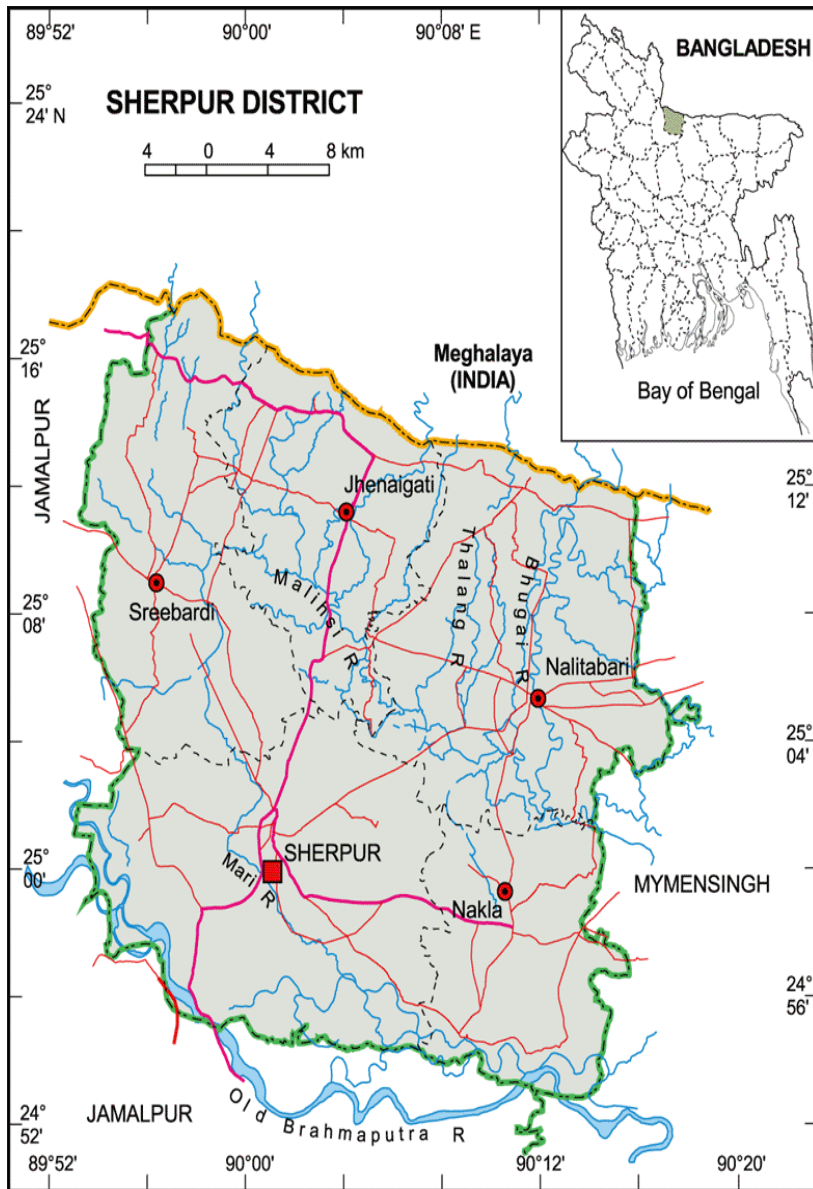 89°52'
90°00'
90°08' E
25°
24' N
SHERPUR DISTRICT
4 0 4 8 km
BANGLADESH
Bay of Bengal
Meghalaya
(INDIA)
25°
16'
JAMALPUR
25°
12'
Jhenaigati
Thalang R
Bhugai R
Malihsi R
Sreebardi
25°
08'
Nalitabari
25°
04'
SHERPUR
25°
00'
Mari R
Nakla
MYMENSINGH
24°
56'
JAMALPUR
Old Brahmaputra R
24°
52'
89°52'
90°00'
90°12'
90°20'